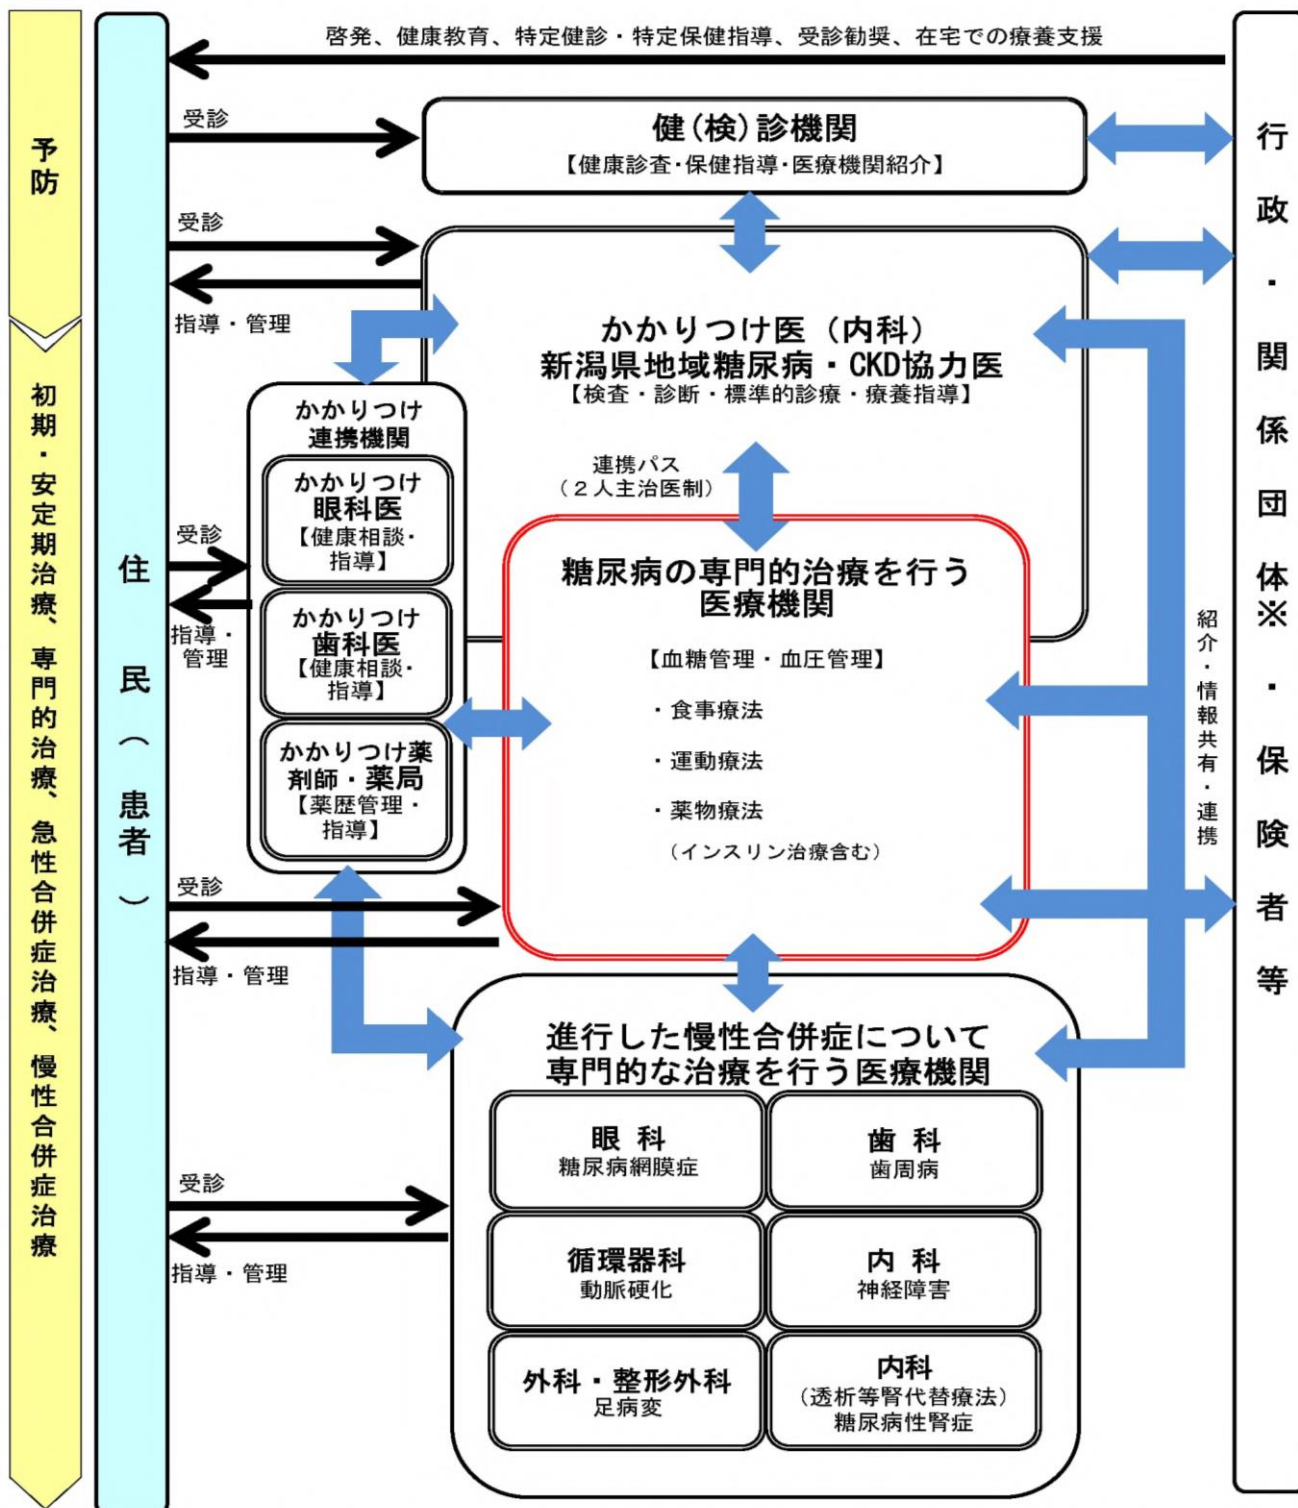 予防
初期・安定期治療、専門的治療、急性合併症治療、慢性合併症治療
住民（患者）
啓発、健康教育、特定健診・特定保健指導、受診勧奨、在宅での療養支援
受診
健（検）診機関
【健康診査・保健指導・医療機関紹介】
受診
指導・管理
かかりつけ医（内科）
新潟県地域糖尿病・CKD協力医
【検査・診断・標準的診療・療養指導】
連携パス
（２人主治医制）
かかりつけ
連携機関
かかりつけ
眼科医
【健康相談・
指導】
かかりつけ
歯科医
【健康相談・
指導】
かかりつけ薬
剤師・薬局
【薬歴管理・
指導】
受診
指導・
管理
糖尿病の専門的治療を行う
医療機関
【血糖管理・血圧管理】
・食事療法
・運動療法
・薬物療法
（インスリン治療含む）
受診
指導・管理
進行した慢性合併症について
専門的な治療を行う医療機関
眼科
糖尿病網膜症
歯科
歯周病
循環器科
動脈硬化
内科
神経障害
外科・整形外科
足病変
内科
（透析等腎代替療法）
糖尿病性腎症
受診
指導・管理
紹介・情報共有・連携
行政・関係団体※・保険者等